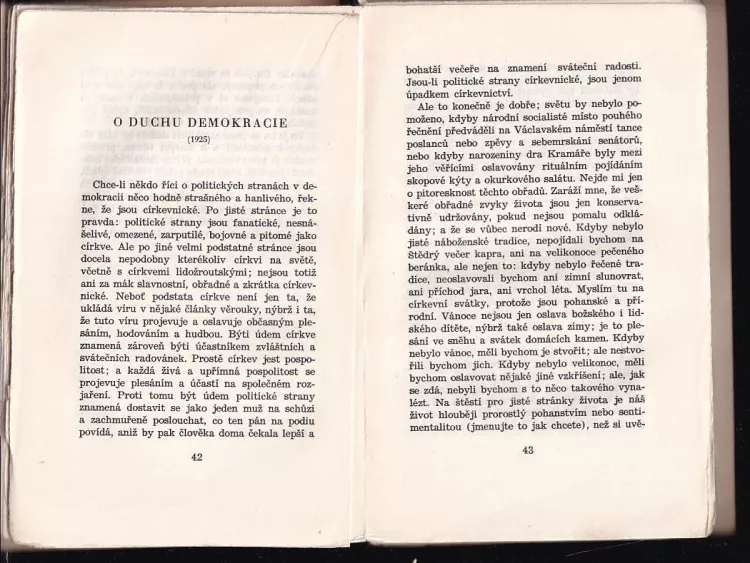 O DUCHU DEMOKRACIE
(1925)
Chce-li někdo říci o politických stranách v de-
mokracii něco hodně strašného a hanlivého, řek-
ne, že jsou církevnické. Po jisté stránce je to
pravda: politické strany jsou fanatické, nesná-
šelivé, omezené, zarputilé, bojovné a pitomé jako
církve. Ale po jiné velmi podstatné stránce jsou
docela nepodobny kterékoliv církvi na světě,
včetně s církvemi lidožroutskými; nejsou totiž
ani za mák slavnostní, obřadné a zkrátka církev-
nické. Neboť podstata církve není jen ta, že
ukládá víru v nějaké články věrouky, nýbrž i ta,
že tuto víru projevuje a oslavuje občasným ple-
sáním, hodováním a hudbou. Býti údem církve
znamená zároveň býti účastníkem zvláštních a
svátečních radovánek. Prostě církev jest pospo-
litost; a každá živá a upřímná pospolitost se
projevuje plesáním a účastí na společném roz-
jaření. Proti tomu býti údem politické strany
znamená dostavit se jako jeden muž na schůzi
a zachmuřeně poslouchat, co ten pán na podiu
povídá, aniž by pak člověka doma čekala lepší a
42
bohatší večeře na znamení sváteční radosti.
Jsou-li politické strany církevnické, jsou jenom
úpadkem církevnictví.
Ale to konečně je dobře; světu by nebylo po-
moženo, kdyby národní socialisté místo pouhého
řečnění předváděli na Václavském náměstí tance
poslanců nebo zpěvy a sebemrskání senátorů,
nebo kdyby narozeniny dra Kramáře byly mezi
jeho věřícími oslavovány rituálním pojídáním
skopové kýty a okurkového salátu. Nejde mi jen
o pitoresknost těchto obřadů. Zaráží mne, že veš-
keré obřadné zvyky života jsou jen konserva-
tivně udržovány, pokud nejsou pomalu odklá-
dány; a že se vůbec nerodí nové. Kdyby nebylo
jisté náboženské tradice, nepojídali bychom na
Štědrý večer kapra, ani na velikonoce pečeného
beránka, ale nejen to: kdyby nebylo řečené tra-
dice, neoslavovali bychom ani zimní slunovrat,
ani příchod jara, ani vrchol léta. Myslím tu na
církevní svátky, protože jsou pohanské a pří-
rodní. Vánoce nejsou jen oslava božského i lid-
ského dítěte, nýbrž také oslava zimy; je to ple-
sání ve sněhu a svátek domácích kamen. Kdyby
nebylo vánoc, měli bychom je stvořit; ale nestvo-
řili bychom jich. Kdyby nebylo velikonoc, měli
bychom oslavovat nějaké jiné vzkříšení; ale, jak
se zdá, nebyli bychom s to něco takového vyna-
lézt. Na štěstí pro jisté stránky života je náš
život hlouběji prorostlý pohanstvím nebo senti-
mentalitou (jmenujte to jak chcete), než si uvě-
43